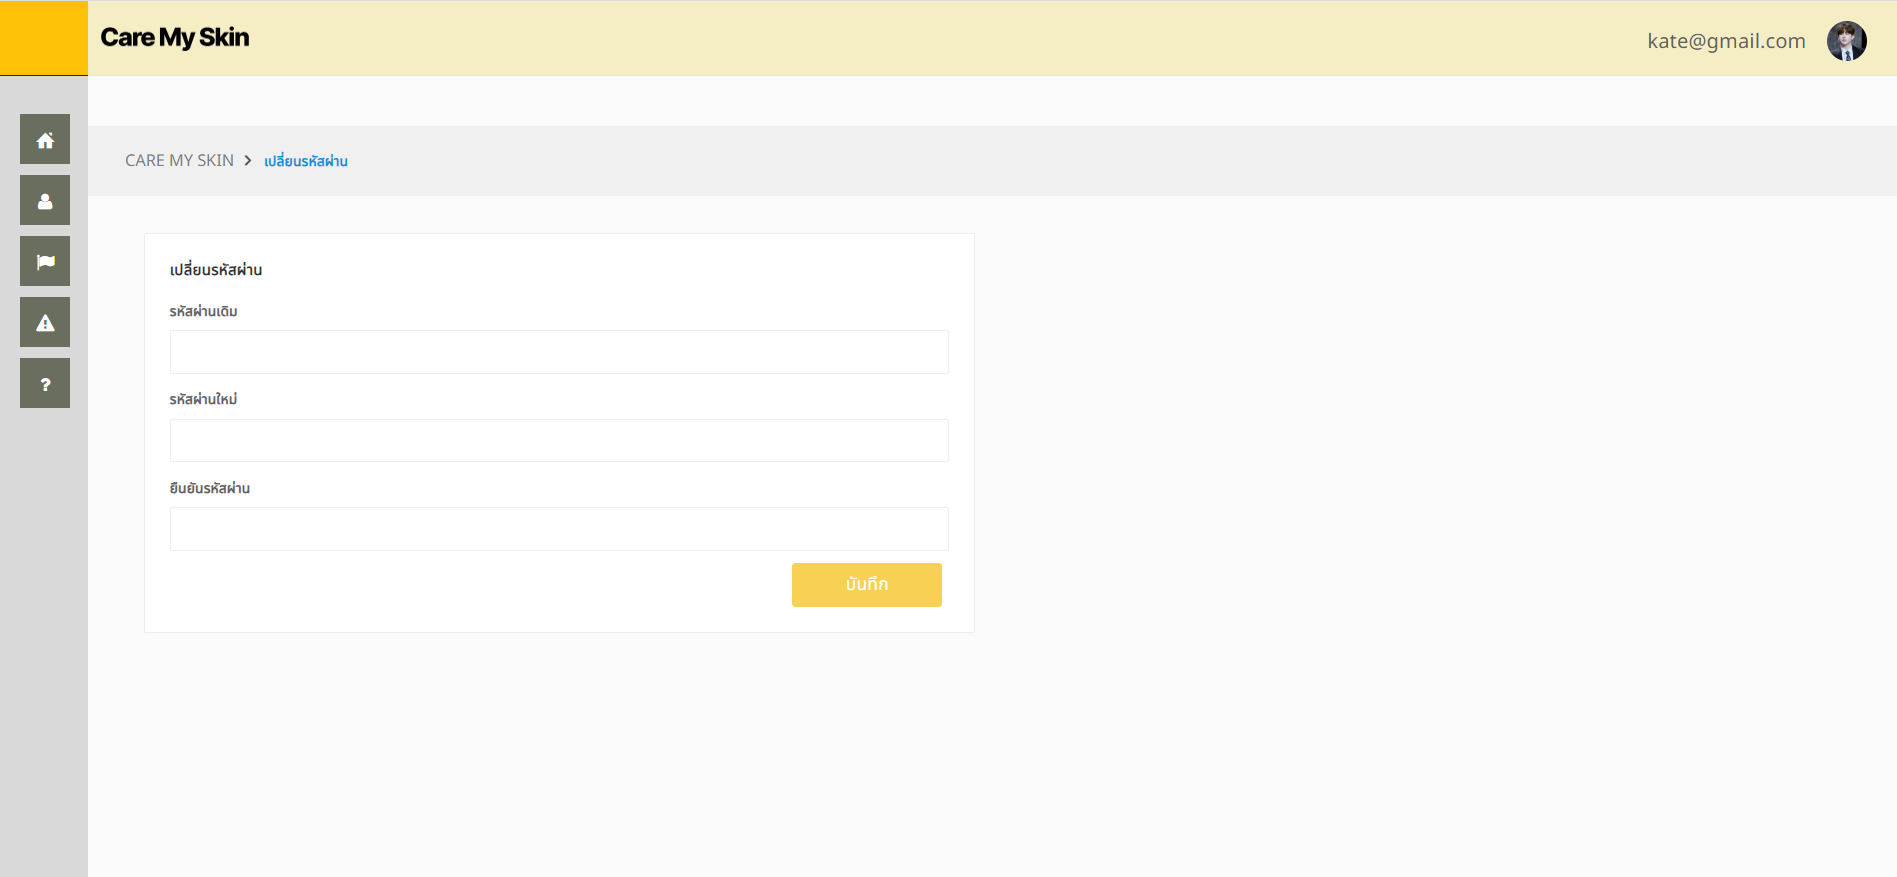 Care My Skin
kate@gmail.com
CARE MY SKIN > เปลี่ยนรหัสผ่าน
เปลี่ยนรหัสผ่าน
รหัสผ่านเดิม
รหัสผ่านใหม่
ยืนยันรหัสผ่าน
บันทึก